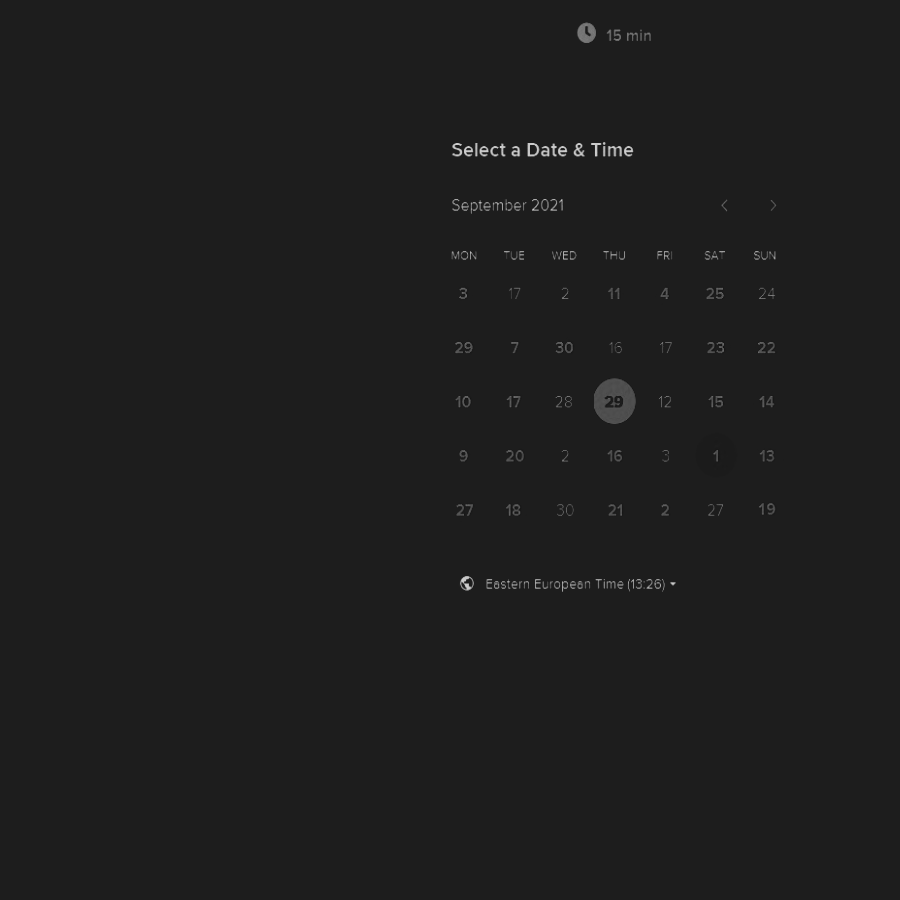 15 min
Select a Date & Time
September 2021
MON TUE WED THU FRI SAT SUN
3 17 2 11 4 25 24
29 7 30 16 17 23 22
10 17 28 29 12 15 14
9 20 2 16 3 1 13
27 18 30 21 2 27 19
Eastern European Time (13:26)